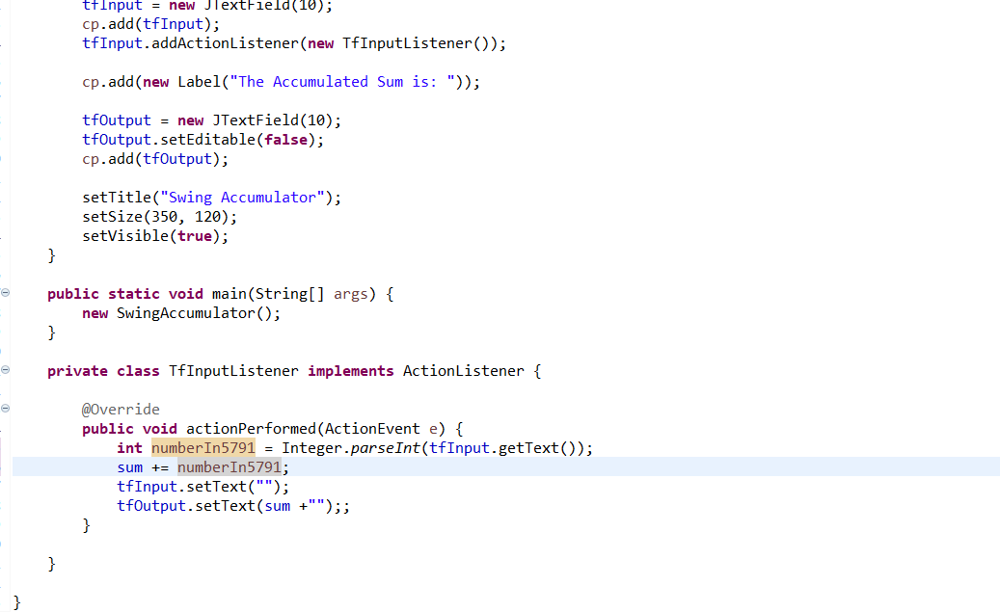 tfInput = new JTextField(10);
cp.add(tfInput);
tfInput.addActionListener(new TfInputListener());
cp.add(new Label("The Accumulated Sum is: "));
tfOutput = new JTextField(10);
tfOutput.setEditable(false);
cp.add(tfOutput);
setTitle("Swing Accumulator");
setSize(350, 120);
setVisible(true);
}
public static void main(String[] args) {
new SwingAccumulator();
}
private class TfInputListener implements ActionListener {
@Override
public void actionPerformed(ActionEvent e) {
int numberIn5791 = Integer.parseInt(tfInput.getText());
sum += numberIn5791;
tfInput.setText("");
tfOutput.setText(sum +"");;
}
}
}